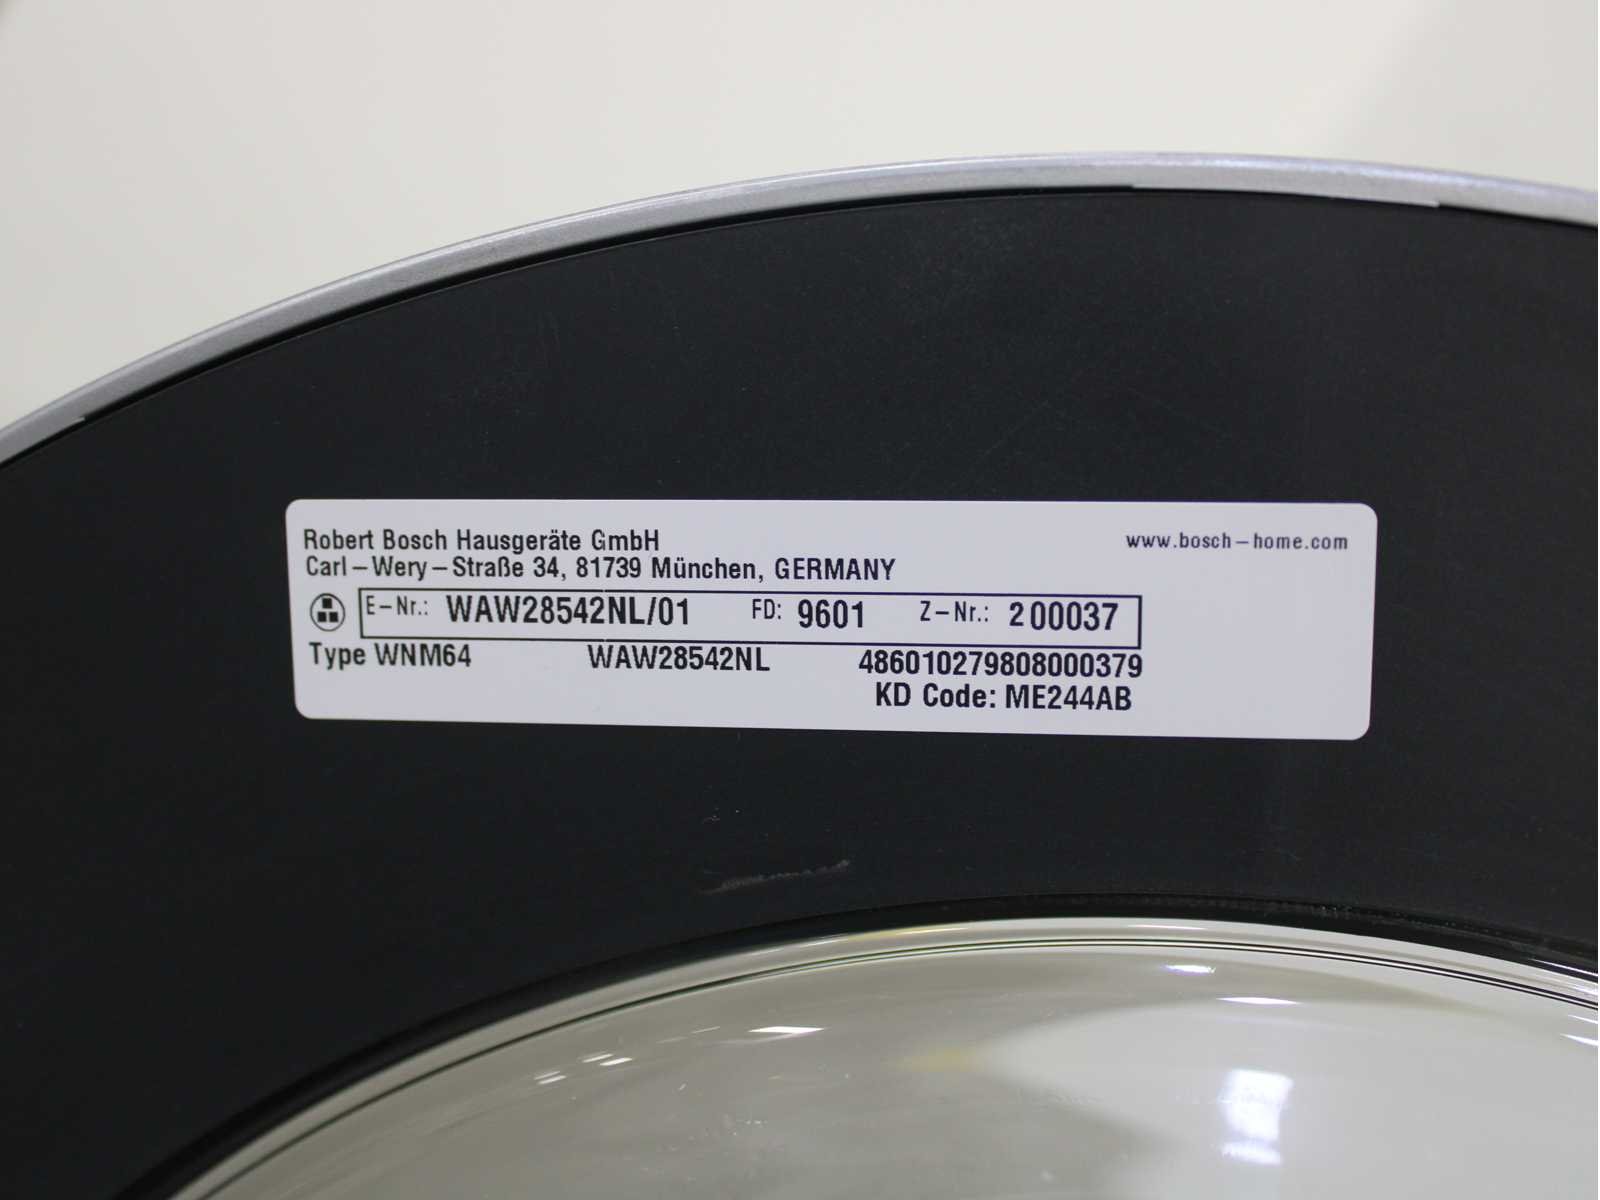 Robert Bosch Hausgeräte GmbH www.bosch-home.com
Carl-Wery-Straße 34, 81739 München, GERMANY
E-Nr.: WAW28542NL/01 FD: 9601 Z-Nr.: 200037
Type WNM64 WAW28542NL 486010279808000379
KD Code: ME244AB